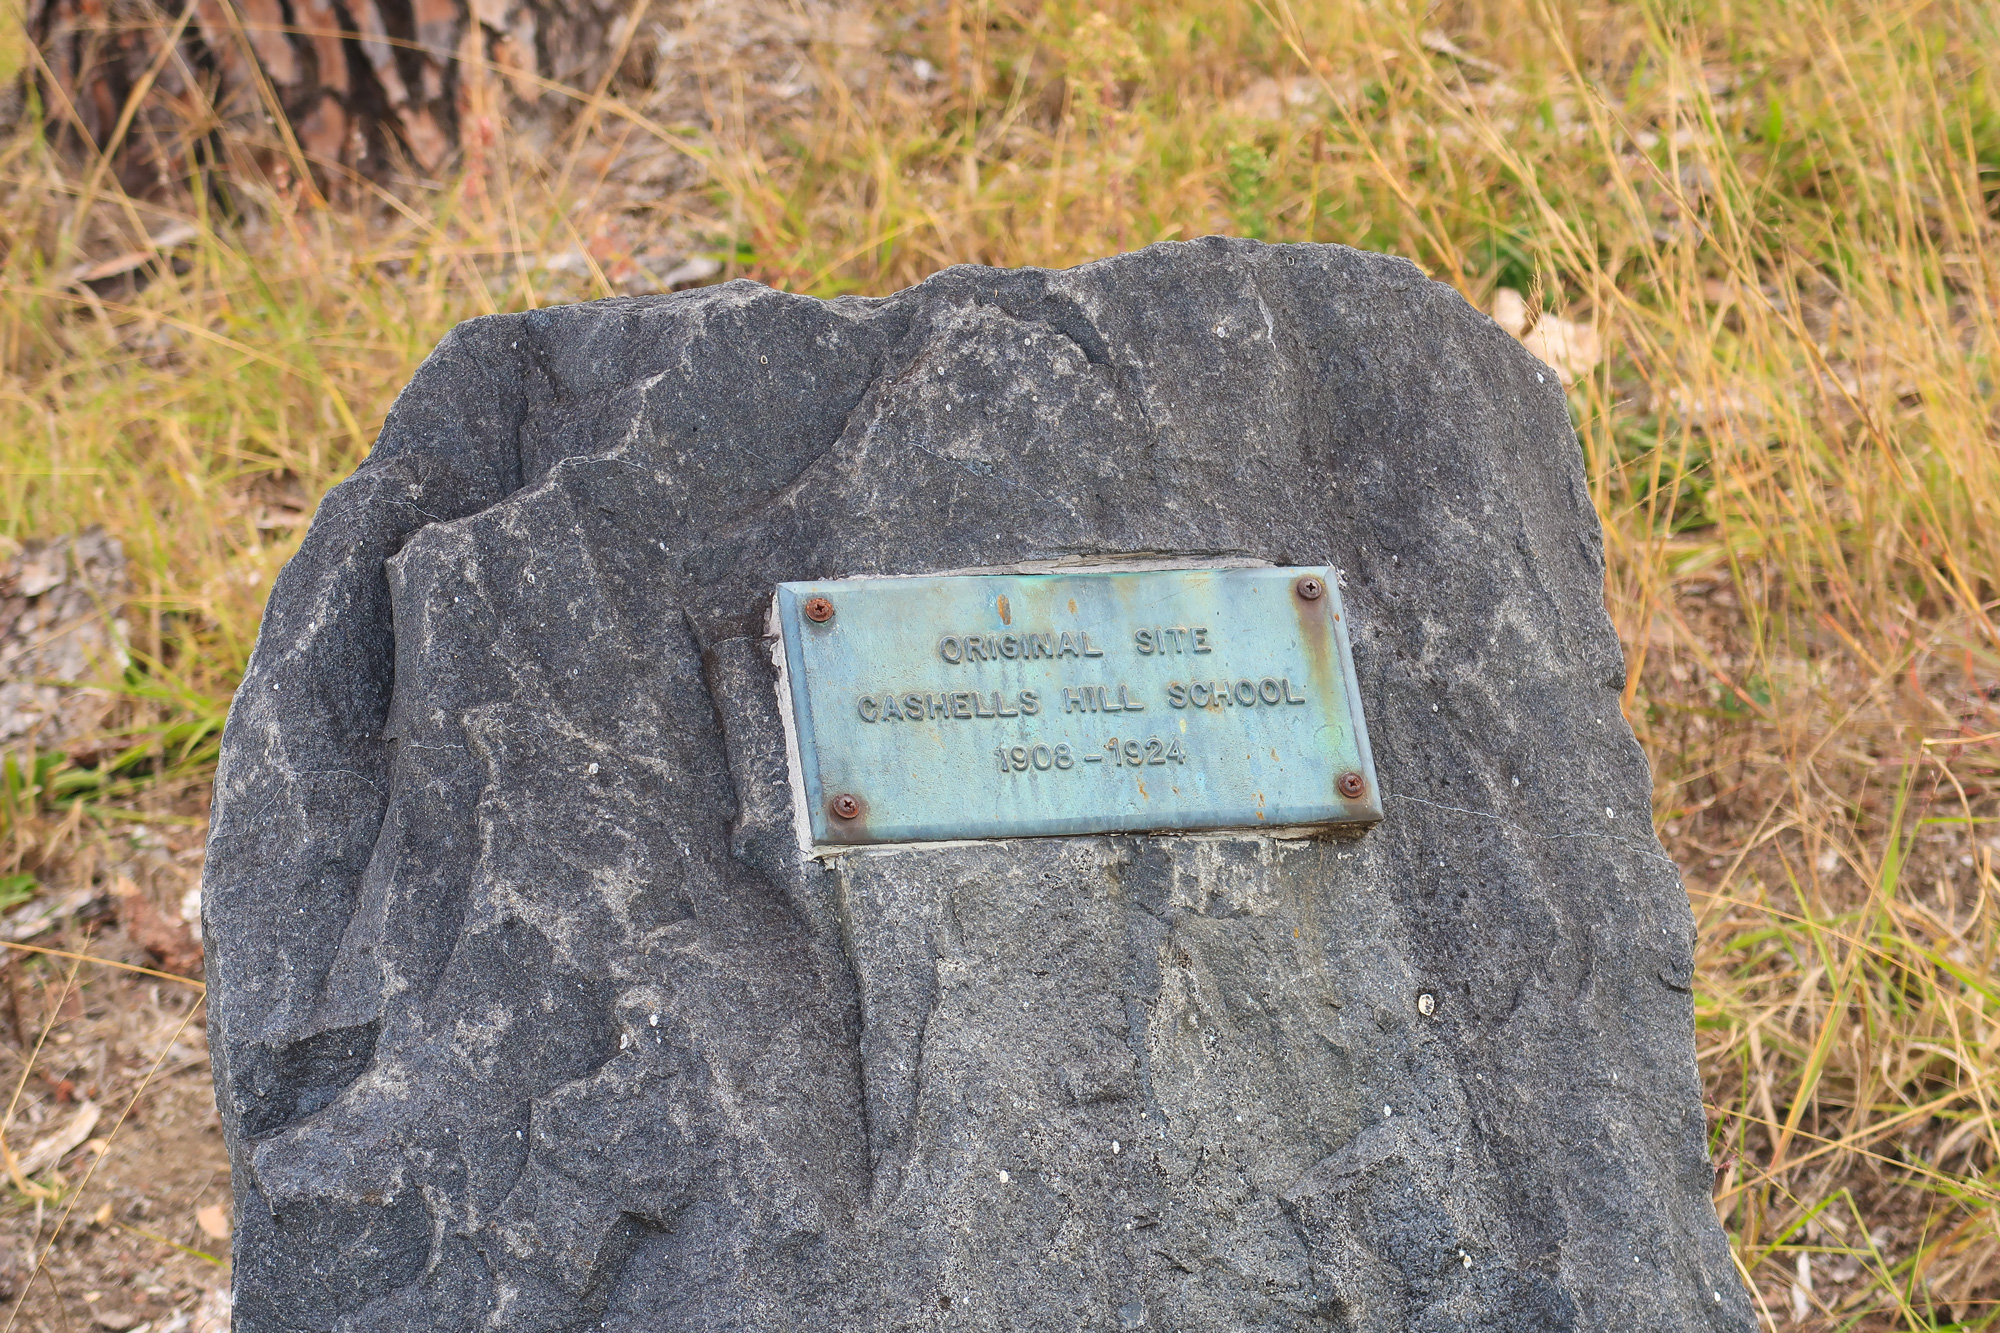 ORIGINAL SITE
CASHELLS HILL SCHOOL
1908 - 1924